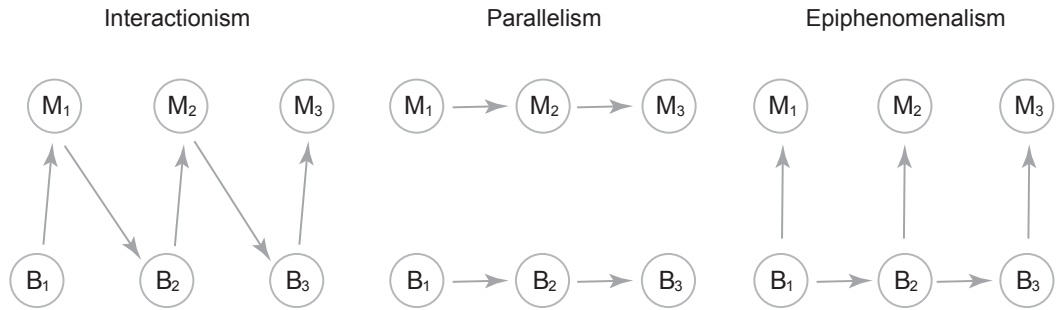 Interactionism Parallelism Epiphenomenalism
M₁ M₂ M₃ M₁ M₂ M₃ M₁ M₂ M₃
B₁ B₂ B₃ B₁ B₂ B₃ B₁ B₂ B₃